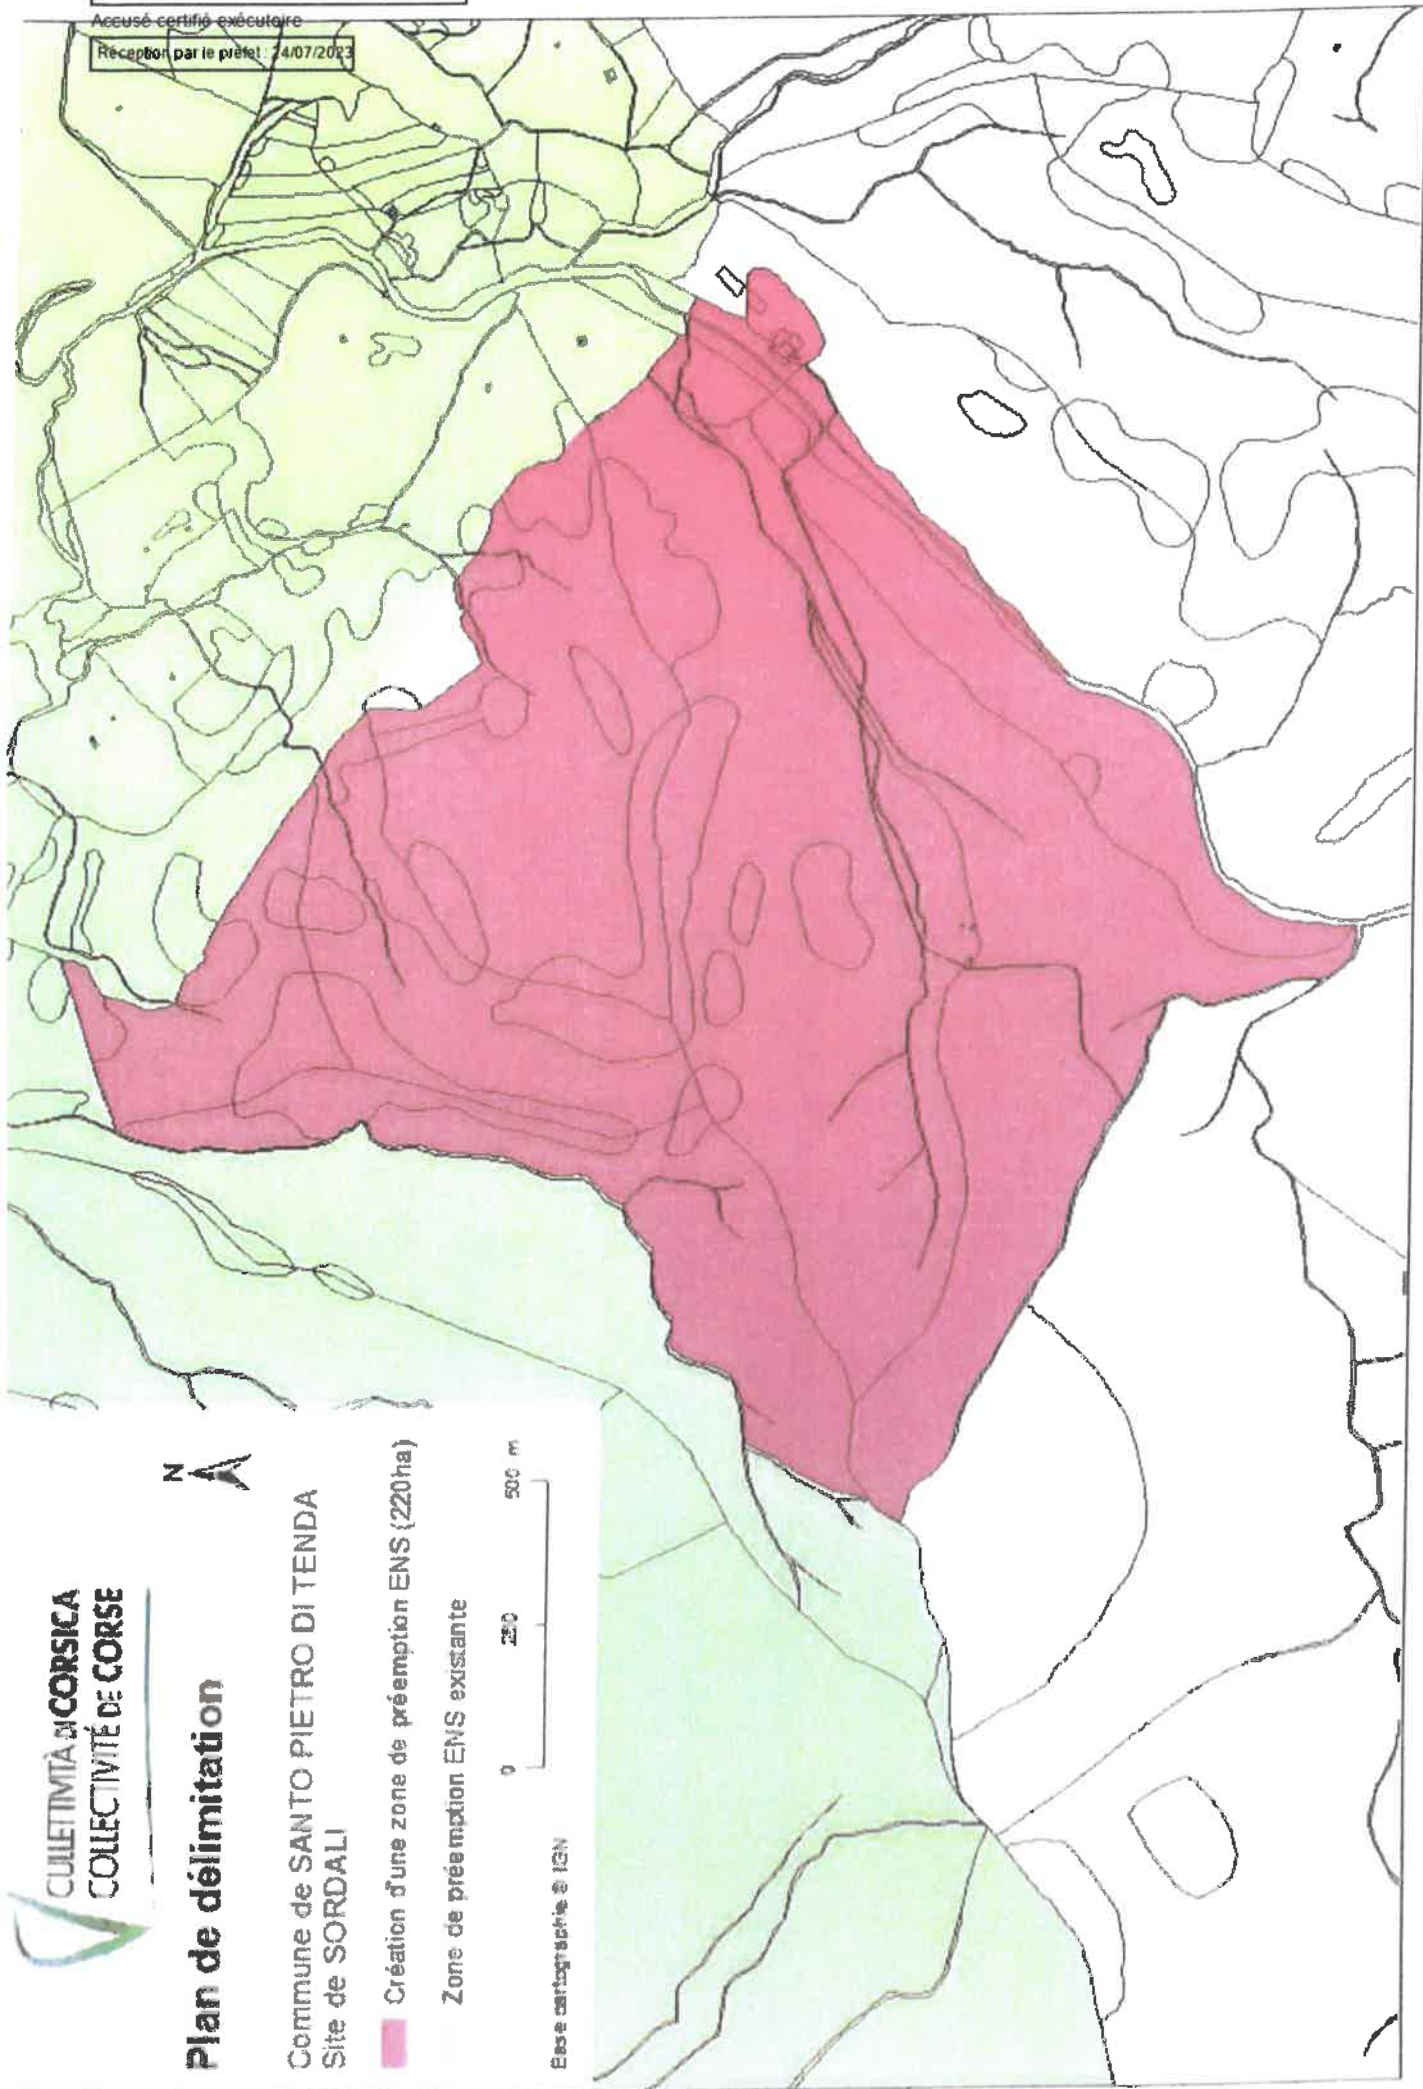 Accusé certifié exécutoire
Réception par le préfet : 24/07/2023
CULLETTIVITÀ DI CORSICA
COLLECTIVITÉ DE CORSE
Plan de délimitation
N
Commune de SANTO PIETRO DI TENDA
Site de SORDALI
Création d'une zone de préemption ENS (220ha)
Zone de préemption ENS existante
0 250 500 m
Base cartographie © IGN